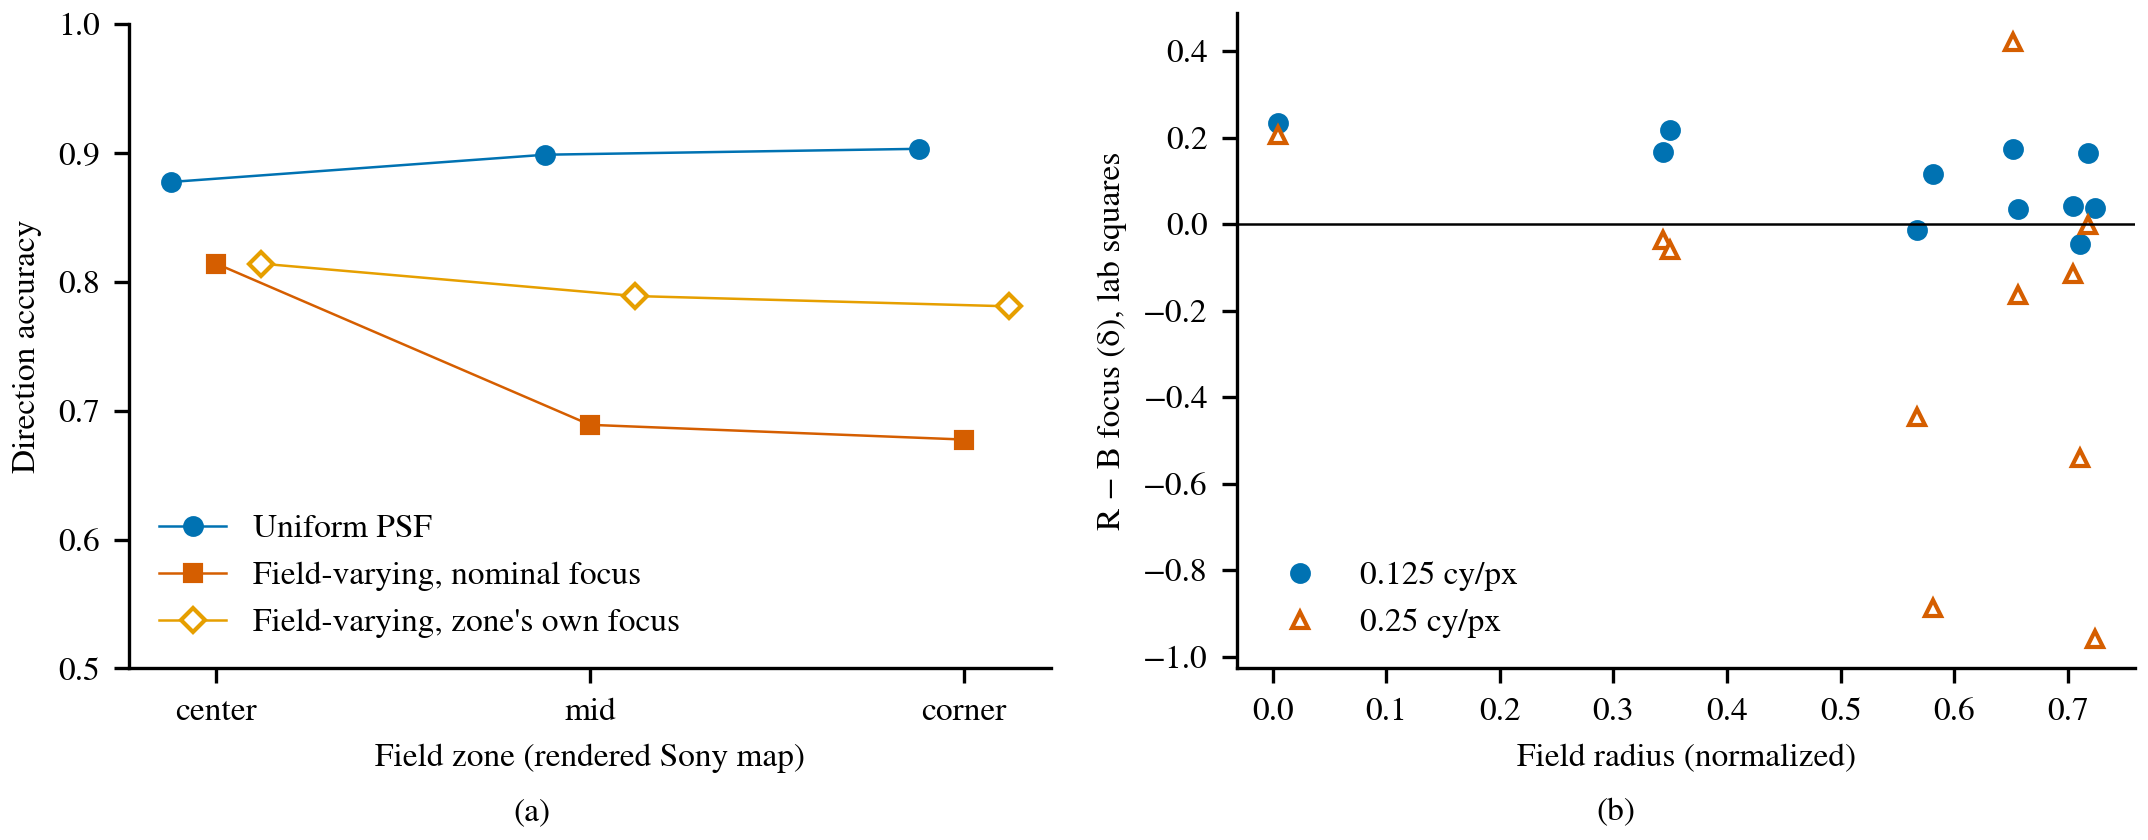 1.0
0.9
0.8
0.7
0.6
0.5
Direction accuracy
Uniform PSF
Field-varying, nominal focus
Field-varying, zone's own focus
center mid corner
Field zone (rendered Sony map)
(a)
0.4
0.2
0.0
−0.2
−0.4
−0.6
−0.8
−1.0
R − B focus (δ), lab squares
0.125 cy/px
0.25 cy/px
0.0 0.1 0.2 0.3 0.4 0.5 0.6 0.7
Field radius (normalized)
(b)